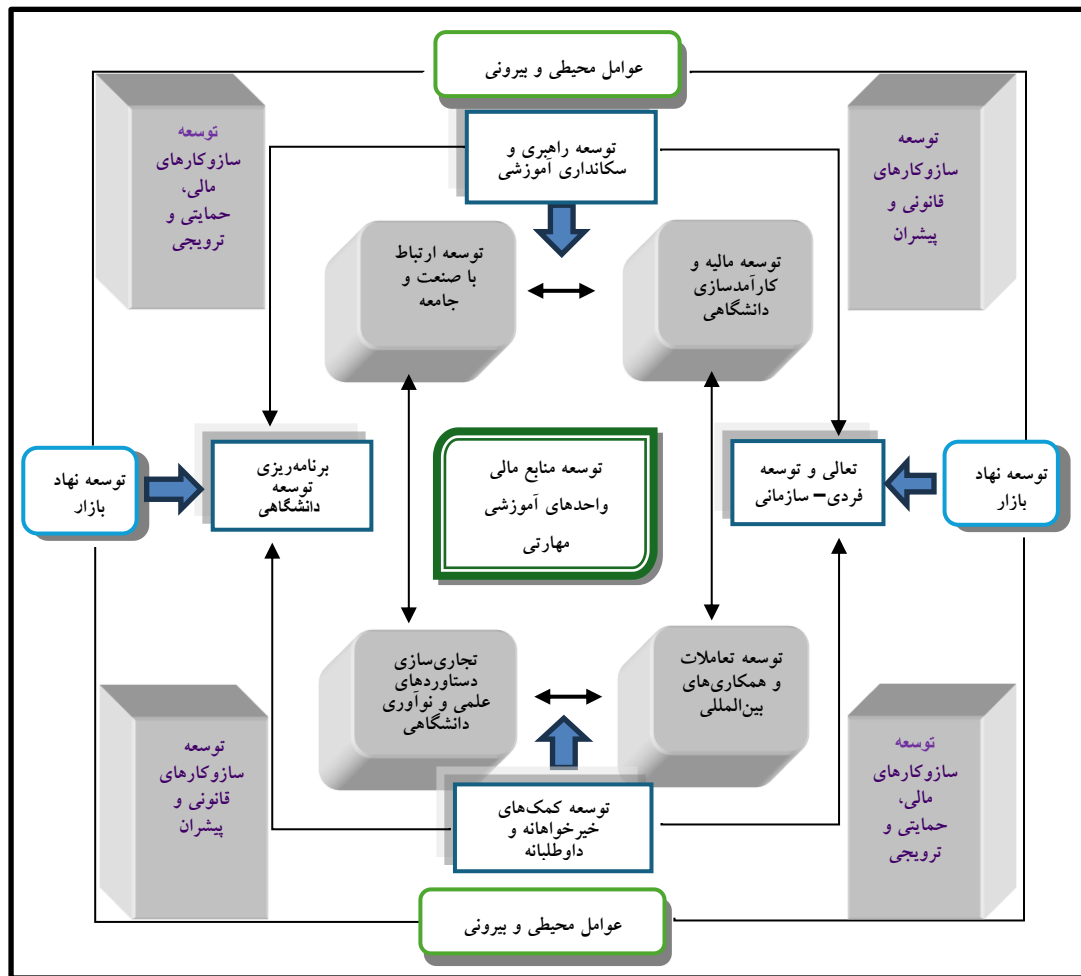 عوامل محیطی و بیرونی
توسعه
سازوکارهای
قانونی و
پیشران
توسعه راهبری و
سکانداری آموزشی
توسعه
سازوکارهای
مالی،
حمایتی و
ترویجی
توسعه مالیه و
کارآمدسازی
دانشگاهی
توسعه ارتباط
با صنعت و
جامعه
توسعه نهاد
بازار
تعالی و توسعه
فردی– سازمانی
توسعه منابع مالی
واحدهای آموزشی
مهارتی
برنامه‌ریزی
توسعه
دانشگاهی
توسعه نهاد
بازار
توسعه تعاملات
و همکاری‌های
بین‌المللی
تجاری‌سازی
دستاوردهای
علمی و نوآوری
دانشگاهی
توسعه
سازوکارهای
مالی،
حمایتی و
ترویجی
توسعه کمک‌های
خیرخواهانه و
داوطلبانه
توسعه
سازوکارهای
قانونی و
پیشران
عوامل محیطی و بیرونی